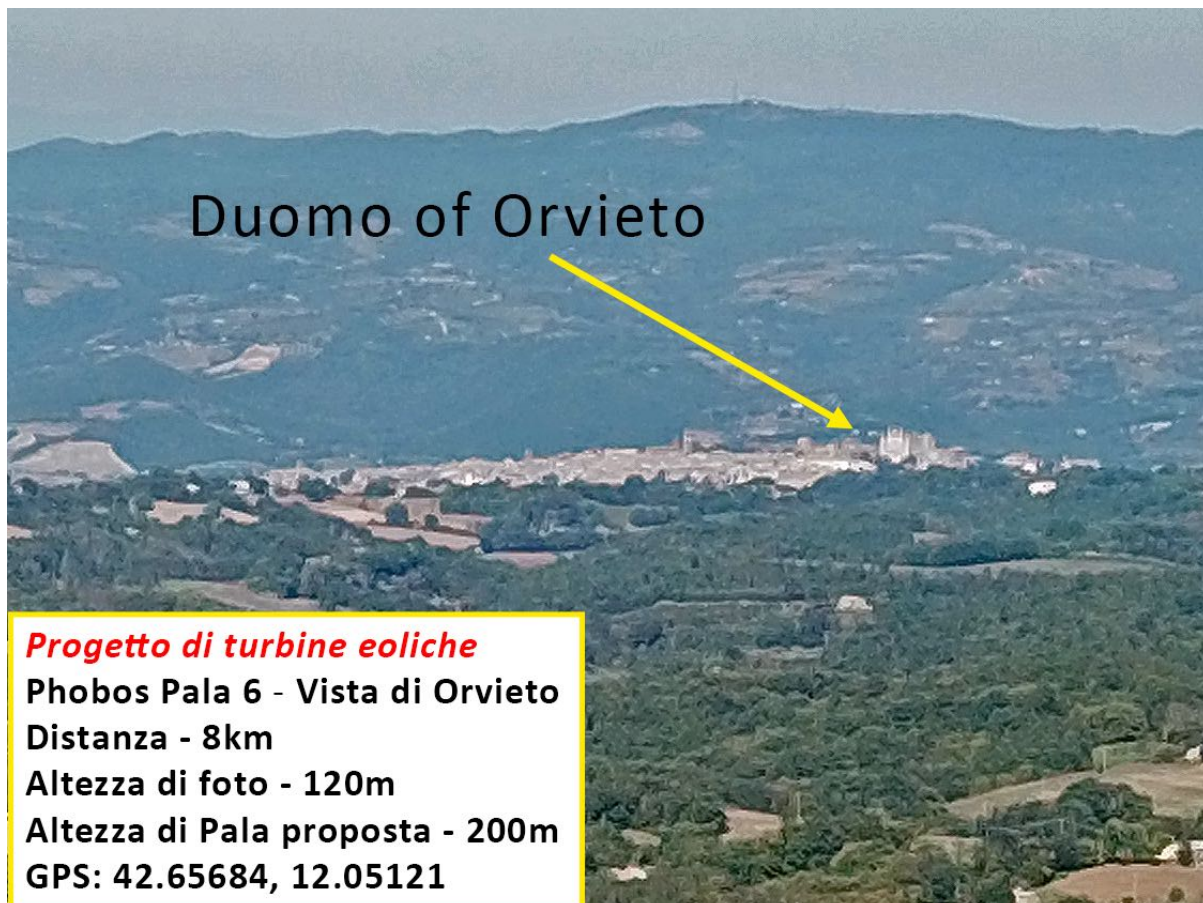 Duomo of Orvieto
Progetto di turbine eoliche
Phobos Pala 6 - Vista di Orvieto
Distanza - 8km
Altezza di foto - 120m
Altezza di Pala proposta - 200m
GPS: 42.65684, 12.05121